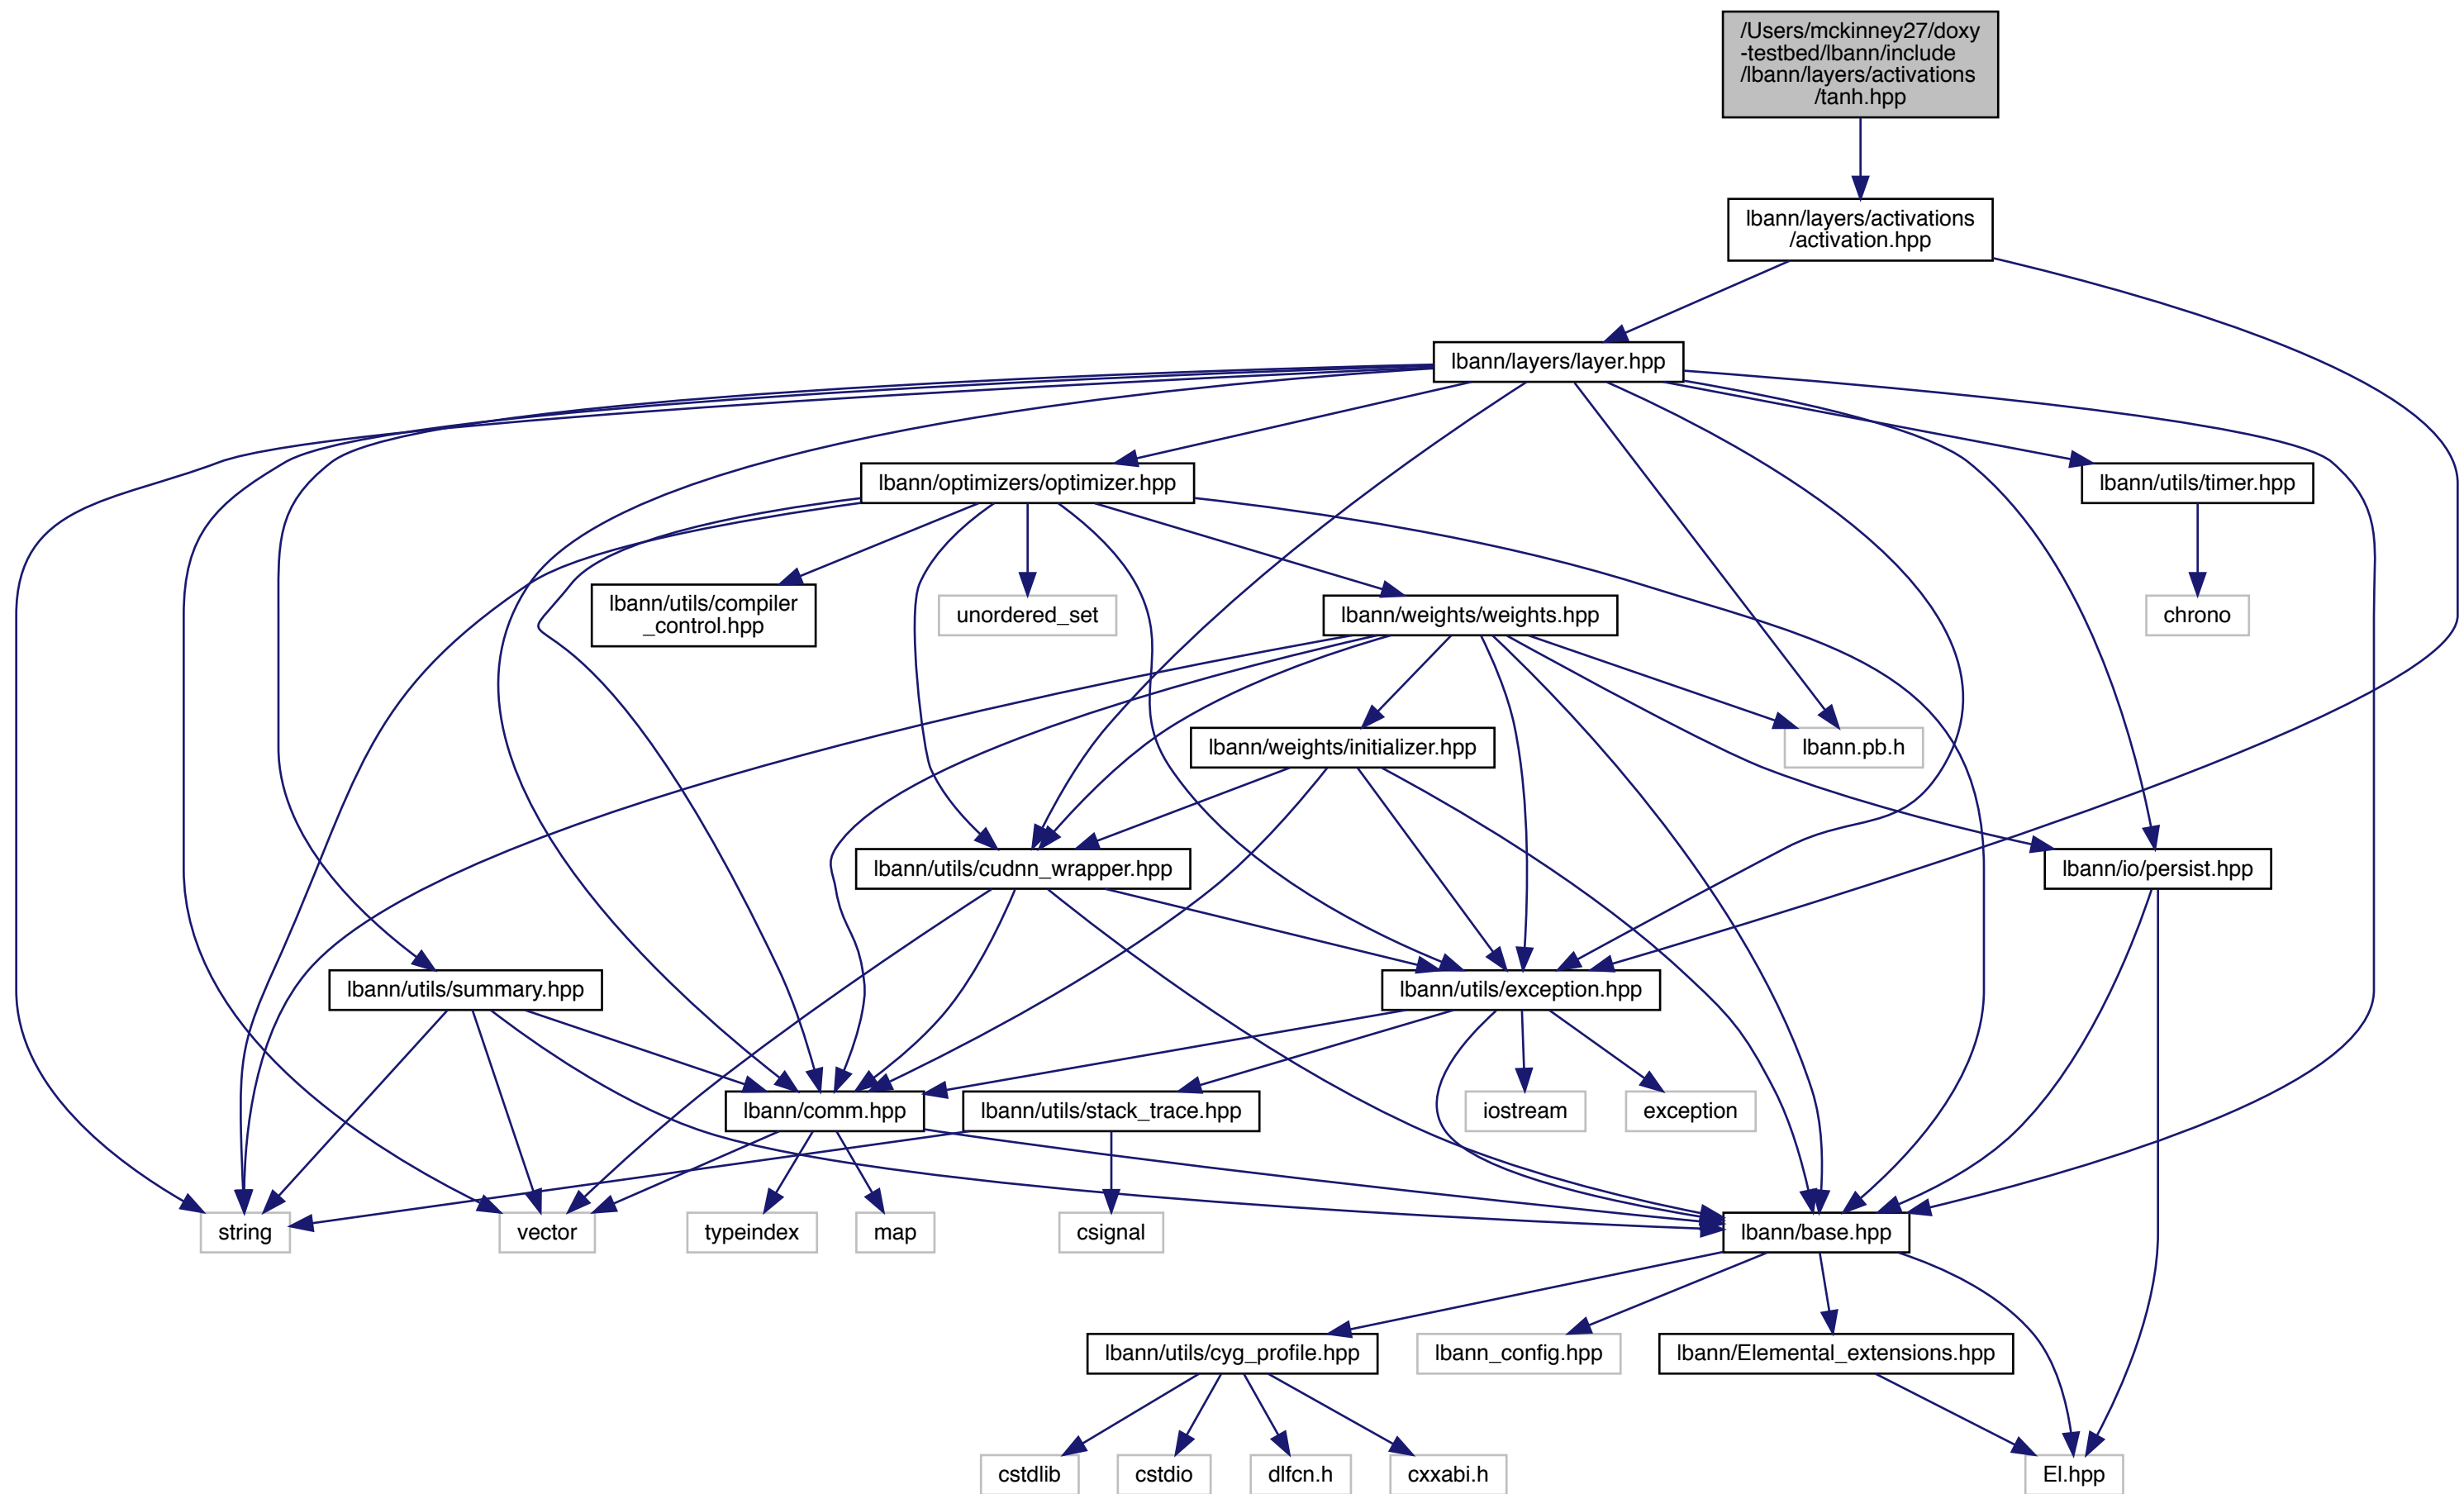 /Users/mckinney27/doxy
-testbed/lbann/include
/lbann/layers/activations
/tanh.hpp
lbann/layers/activations
/activation.hpp
lbann/layers/layer.hpp
lbann/optimizers/optimizer.hpp
lbann/utils/timer.hpp
lbann/utils/compiler
_control.hpp
unordered_set
lbann/weights/weights.hpp
chrono
lbann/weights/initializer.hpp
lbann.pb.h
lbann/utils/cudnn_wrapper.hpp
lbann/io/persist.hpp
lbann/utils/summary.hpp
lbann/utils/exception.hpp
lbann/comm.hpp
lbann/utils/stack_trace.hpp
iostream
exception
string
vector
typeindex
map
csignal
lbann/base.hpp
lbann/utils/cyg_profile.hpp
lbann_config.hpp
lbann/Elemental_extensions.hpp
cstdlib
cstdio
dlfcn.h
cxxabi.h
El.hpp